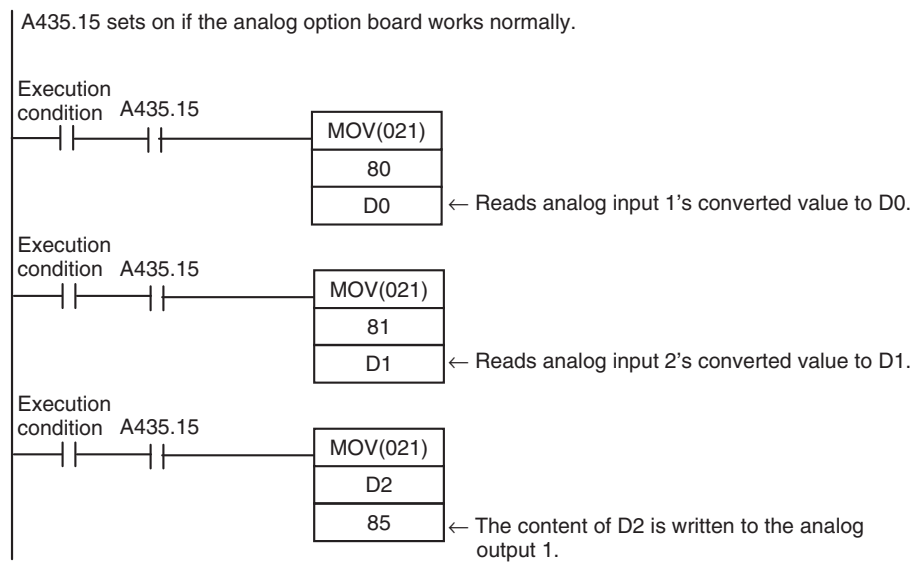 A435.15 sets on if the analog option board works normally.
Execution
condition A435.15
MOV(021)
80
D0 ← Reads analog input 1's converted value to D0.
Execution
condition A435.15
MOV(021)
81
D1 ← Reads analog input 2's converted value to D1.
Execution
condition A435.15
MOV(021)
D2
85 ← The content of D2 is written to the analog
output 1.